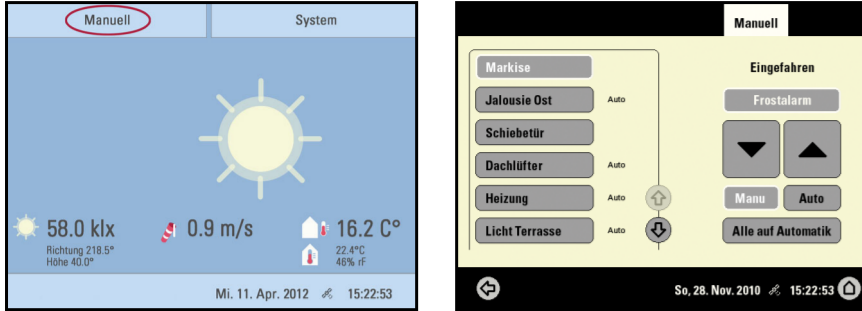 Manuell
System
58.0 klx
Richtung 218.5°
Höhe 40.0°
0.9 m/s
16.2 C°
22.4°C
46% rF
Mi. 11. Apr. 2012
15:22:53
Manuell
Markise
Jalousie Ost Auto
Schiebetür
Dachlüfter Auto
Heizung Auto
Licht Terrasse Auto
Eingefahren
Frostalarm
Manu
Auto
Alle auf Automatik
So, 28. Nov. 2010
15:22:53